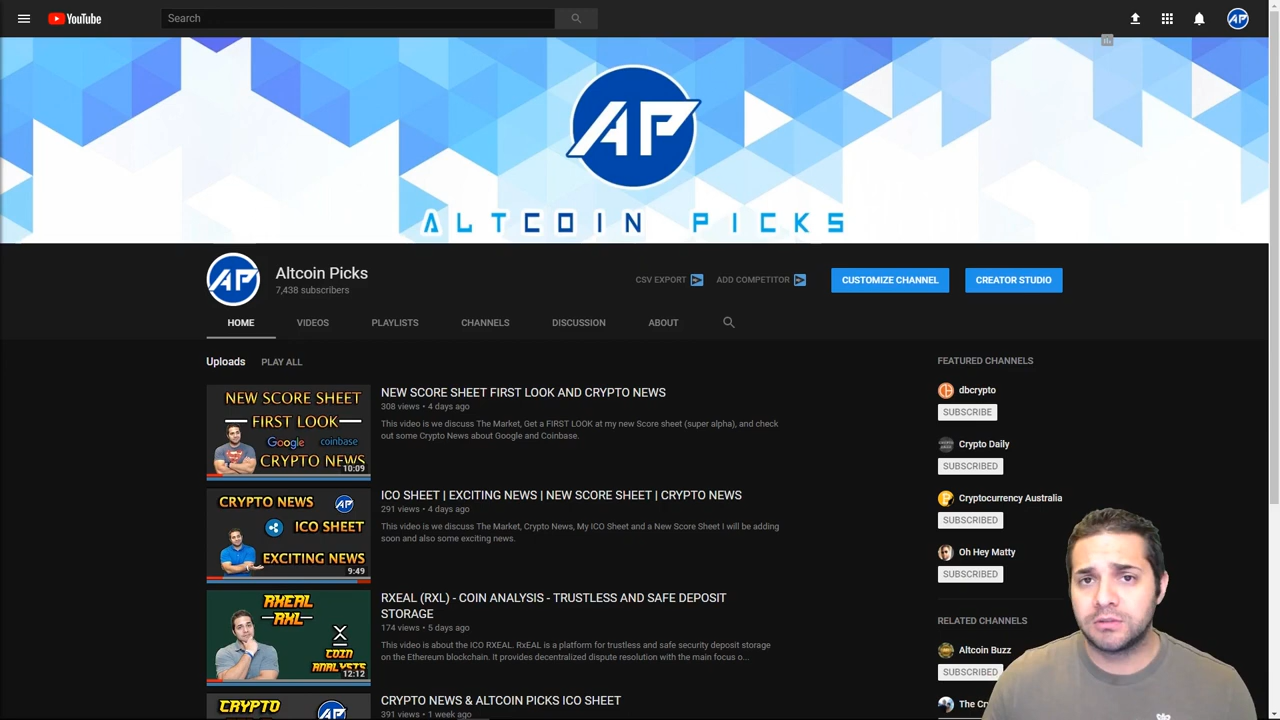 YouTube
Search
AP
AP
ALTCOIN PICKS
AP
Altcoin Picks
7,438 subscribers
CSV EXPORT
ADD COMPETITOR
CUSTOMIZE CHANNEL
CREATOR STUDIO
HOME
VIDEOS
PLAYLISTS
CHANNELS
DISCUSSION
ABOUT
Uploads
PLAY ALL
NEW SCORE SHEET
FIRST LOOK
Google
coinbase
CRYPTO NEWS
10:09
NEW SCORE SHEET FIRST LOOK AND CRYPTO NEWS
308 views • 4 days ago
This video is we discuss The Market, Get a FIRST LOOK at my new Score sheet (super alpha), and check
out some Crypto News about Google and Coinbase.
CRYPTO NEWS
AP
ICO SHEET
EXCITING NEWS
9:49
ICO SHEET | EXCITING NEWS | NEW SCORE SHEET | CRYPTO NEWS
291 views • 4 days ago
This video is we discuss The Market, Crypto News, My ICO Sheet and a New Score Sheet I will be adding
soon and also some exciting news.
RXEAL
RXL
COIN
ANALYSTS
12:12
RXEAL (RXL) - COIN ANALYSIS - TRUSTLESS AND SAFE DEPOSIT
STORAGE
174 views • 5 days ago
This video is about the ICO RXEAL. RxEAL is a platform for trustless and safe security deposit storage
on the Ethereum blockchain. It provides decentralized dispute resolution with the main focus o...
CRYPTO
AP
CRYPTO NEWS & ALTCOIN PICKS ICO SHEET
391 views • 1 week ago
FEATURED CHANNELS
dbcrypto
SUBSCRIBE
Crypto Daily
SUBSCRIBED
Cryptocurrency Australia
SUBSCRIBED
Oh Hey Matty
SUBSCRIBED
RELATED CHANNELS
Altcoin Buzz
SUBSCRIBED
The Cry